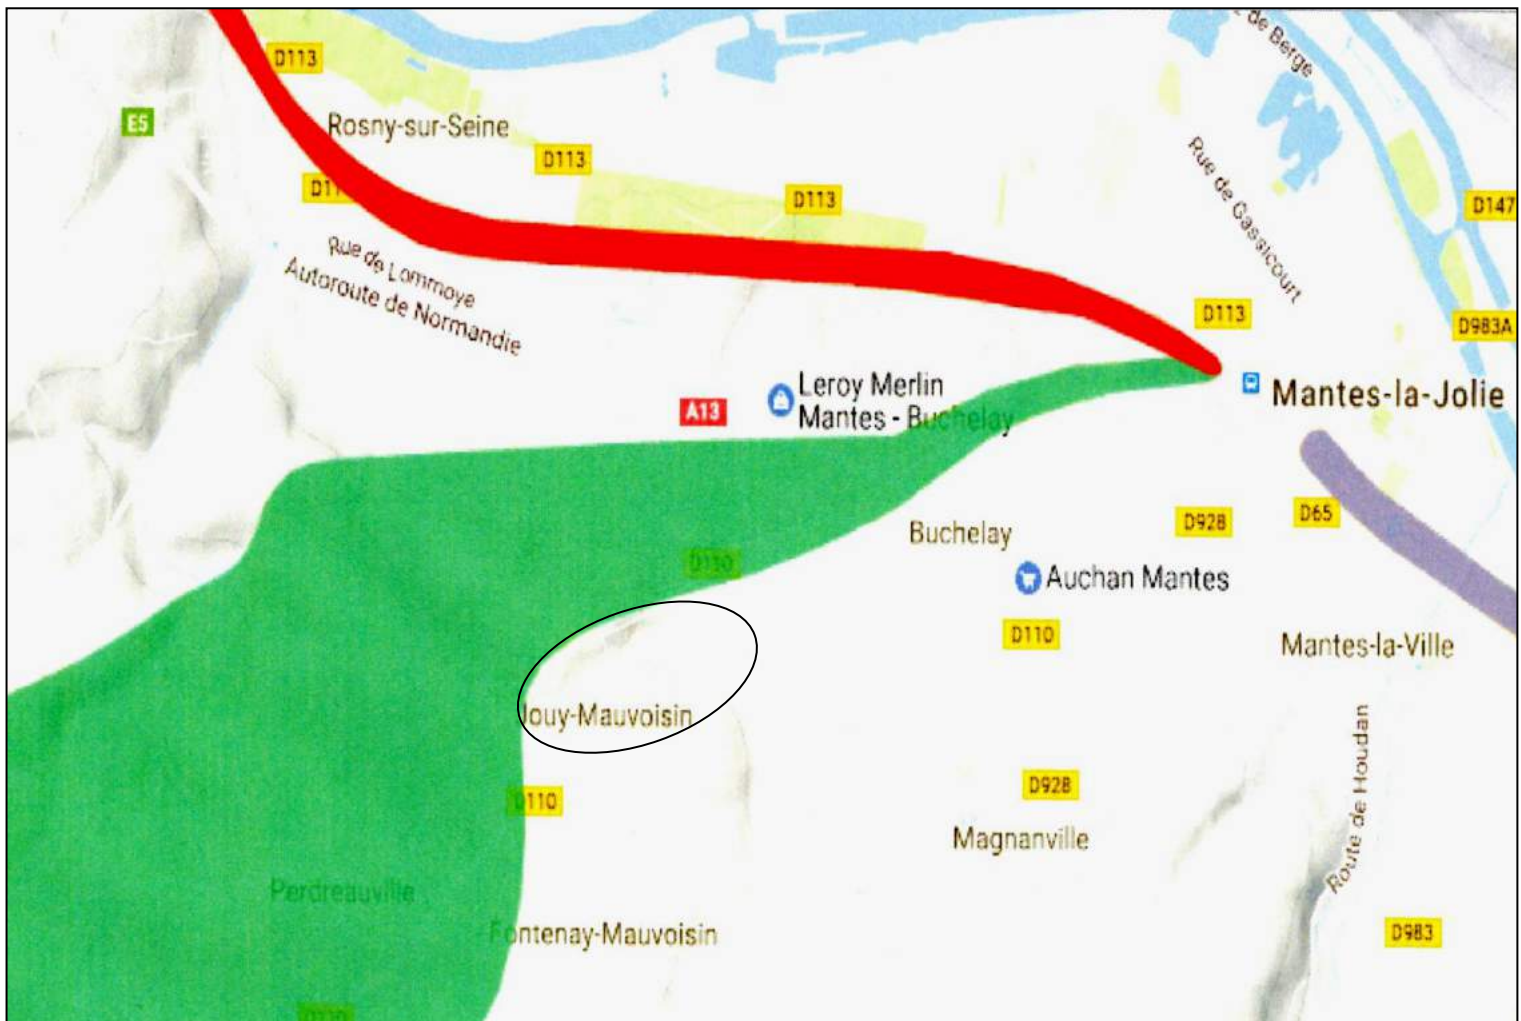 de Berge
D113
E5
Rosny-sur-Seine
D113
D113
D147
Rue de Gassicourt
Rue de Lommoye
Autoroute de Normandie
D113
D983A
Leroy Merlin
Mantes - Buchelay
A13
Mantes-la-Jolie
D65
D928
Buchelay
D110
Auchan Mantes
D110
Mantes-la-Ville
Jouy-Mauvoisin
Route de Houdan
D110
D928
Magnanville
Perdreauville
Fontenay-Mauvoisin
D983
D110